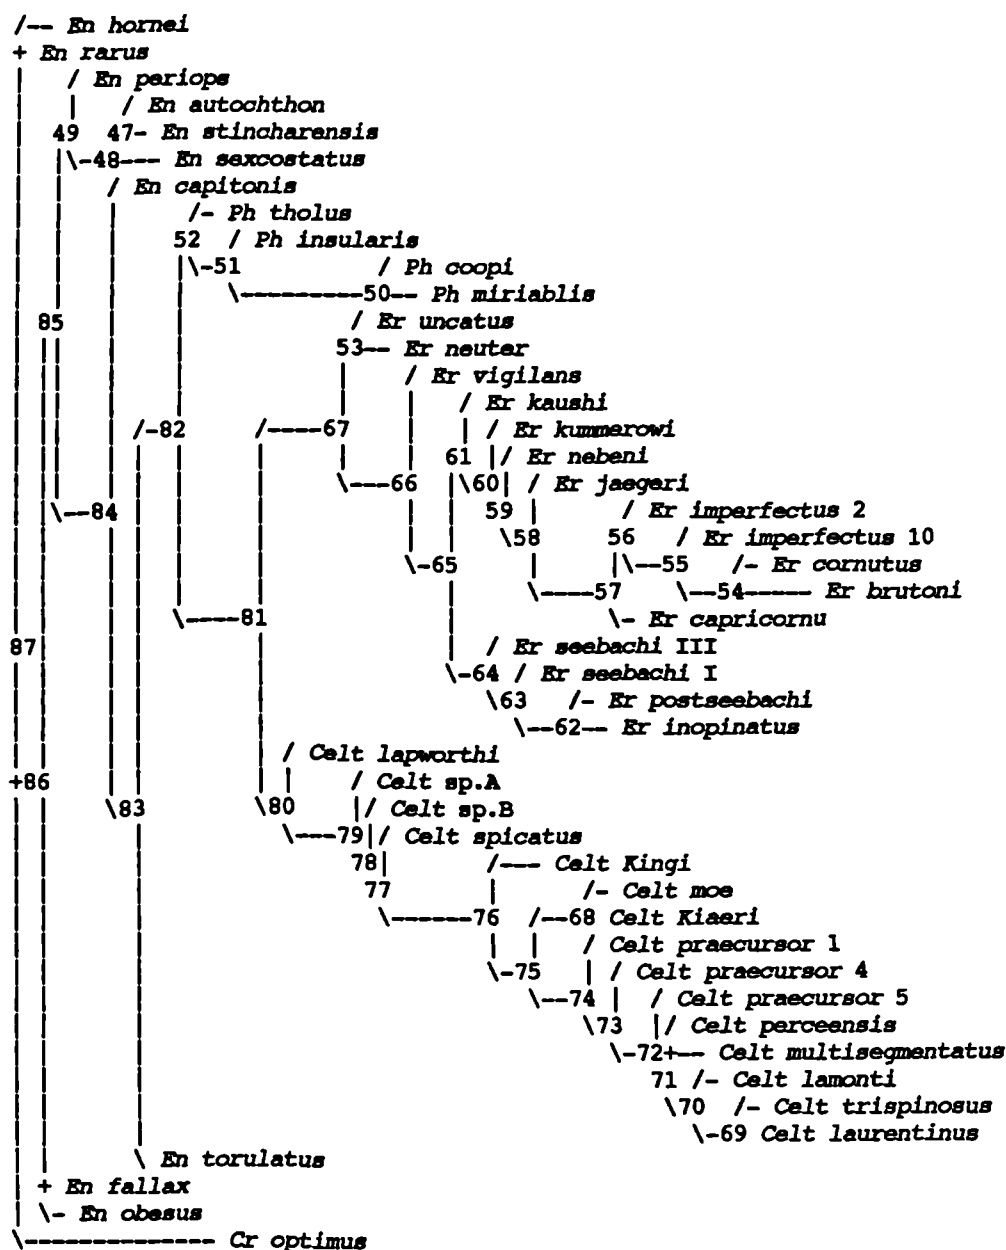 /-- En hornei
+ En rarus
/ En periops
| / En autochthon
49 47- En stincharensis
\-48--- En sexcostatus
/ En capitonis
/- Ph tholus
52 / Ph insularis
\-51 / Ph coopi
\---------50-- Ph miriablis
85 / Er uncatus
53-- Er neuter
/ Er vigilans
/ Er kaushi
/-82 /----67 | / Er kummerowi
61 |/ Er nebeni
\---66 \60| / Er jaegeri
\--84 59 | / Er imperfectus 2
\58 56 / Er imperfectus 10
\-65 |\--55 /- Er cornutus
\----57 \--54----- Er brutoni
\----81 \- Er capricornu
87 / Er seebachi III
\-64 / Er seebachi I
\63 /- Er postseebachi
\--62-- Er inopinatus
/ Celt lapworthi
+86 | / Celt sp.A
\83 \80 |/ Celt sp.B
\---79|/ Celt spicatus
78| /--- Celt Kingi
77 | /- Celt moe
\------76 /--68 Celt Kiaeri
| | / Celt praecursor 1
\-75 | / Celt praecursor 4
\--74 | / Celt praecursor 5
\73 |/ Celt perceensis
\-72+-- Celt multisegmentatus
71 /- Celt lamonti
\70 /- Celt trispinosus
\-69 Celt laurentinus
\ En torulatus
+ En fallax
\- En obesus
\-------------- Cr optimus